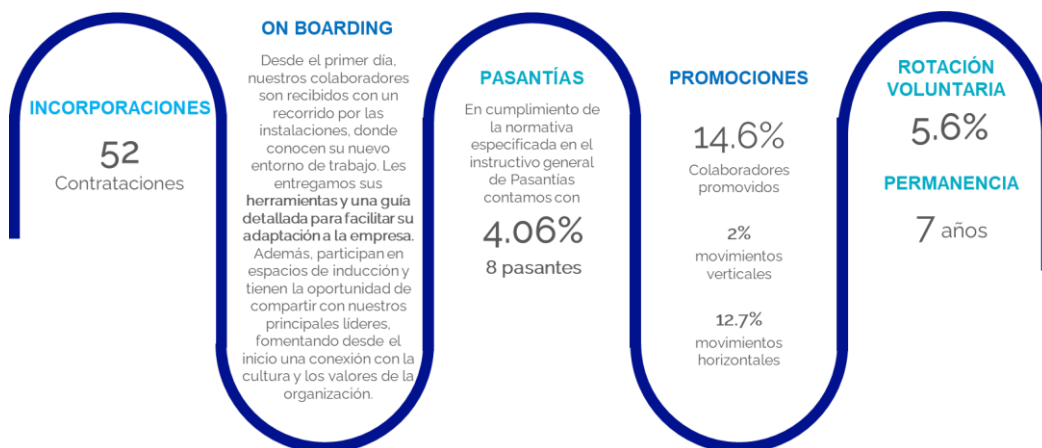 INCORPORACIONES
52
Contrataciones
ON BOARDING
Desde el primer día,
nuestros colaboradores
son recibidos con un
recorrido por las
instalaciones, donde
conocen su nuevo
entorno de trabajo. Les
entregamos sus
herramientas y una guía
detallada para facilitar su
adaptación a la empresa.
Además, participan en
espacios de inducción y
tienen la oportunidad de
compartir con nuestros
principales líderes,
fomentando desde el
inicio una conexión con la
cultura y los valores de la
organización.
PASANTÍAS
En cumplimiento de
la normativa
especificada en el
instructivo general
de Pasantías
contamos con
4.06%
8 pasantes
PROMOCIONES
14.6%
Colaboradores
promovidos
2%
movimientos
verticales
12.7%
movimientos
horizontales
ROTACIÓN
VOLUNTARIA
5.6%
PERMANENCIA
7 años